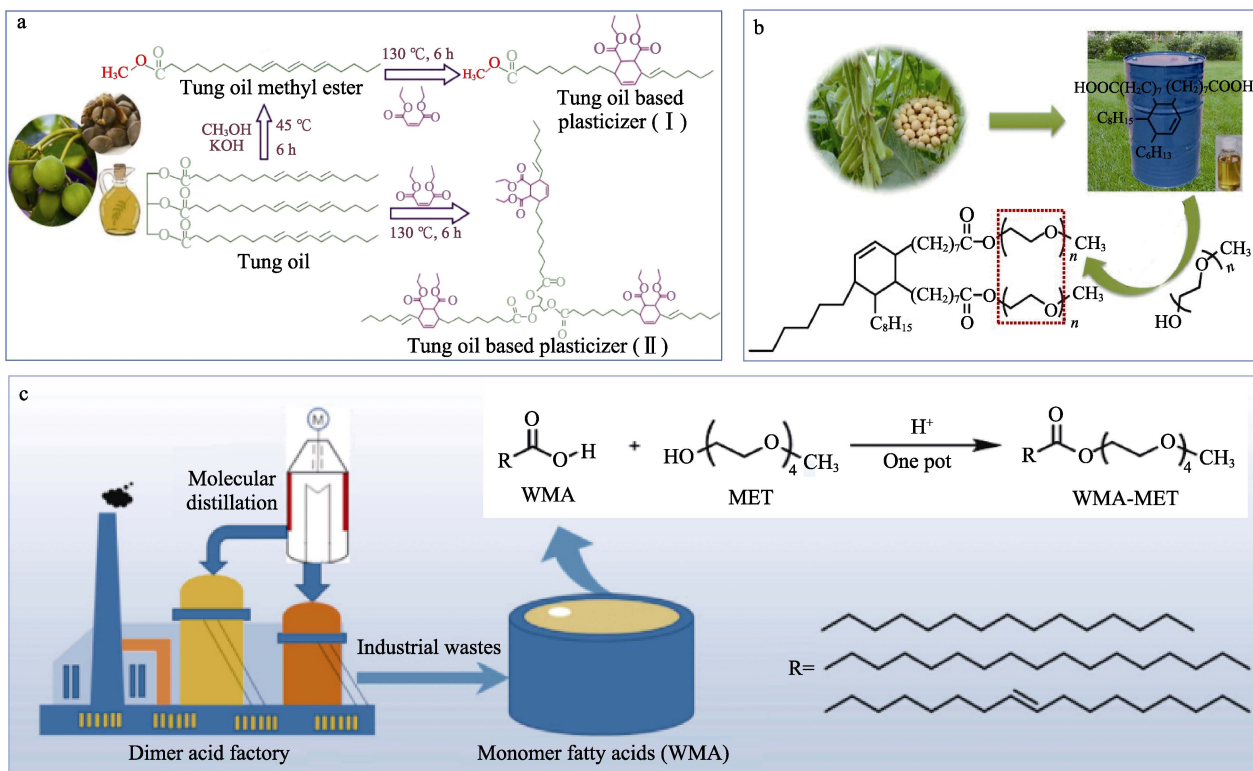 a
H₃C
O
O
C
Tung oil methyl ester
130 ℃, 6 h
O
O
O
O
H₃C
O
O
C
O
O
O
O
Tung oil based
plasticizer (Ⅰ)
CH₃OH
KOH
45 ℃
6 h
O
C
O
O
C
O
O
C
O
Tung oil
O
O
O
O
130 ℃, 6 h
O
O
O
O
O
O
O
O
O
C
O
O
C
O
O
C
O
O
O
O
O
Tung oil based plasticizer (Ⅱ)
b
HOOC(H₂C)₇
(CH₂)₇COOH
C₈H₁₅
C₆H₁₃
(CH₂)₇C
O
O
O
n
CH₃
(CH₂)₇C
O
O
O
n
CH₃
C₈H₁₅
HO
O
n
CH₃
c
M
Molecular
distillation
O
R
O
H
WMA
+
HO
O
4
CH₃
MET
H⁺
One pot
O
R
O
O
4
CH₃
WMA-MET
Industrial wastes
R=
Dimer acid factory
Monomer fatty acids (WMA)